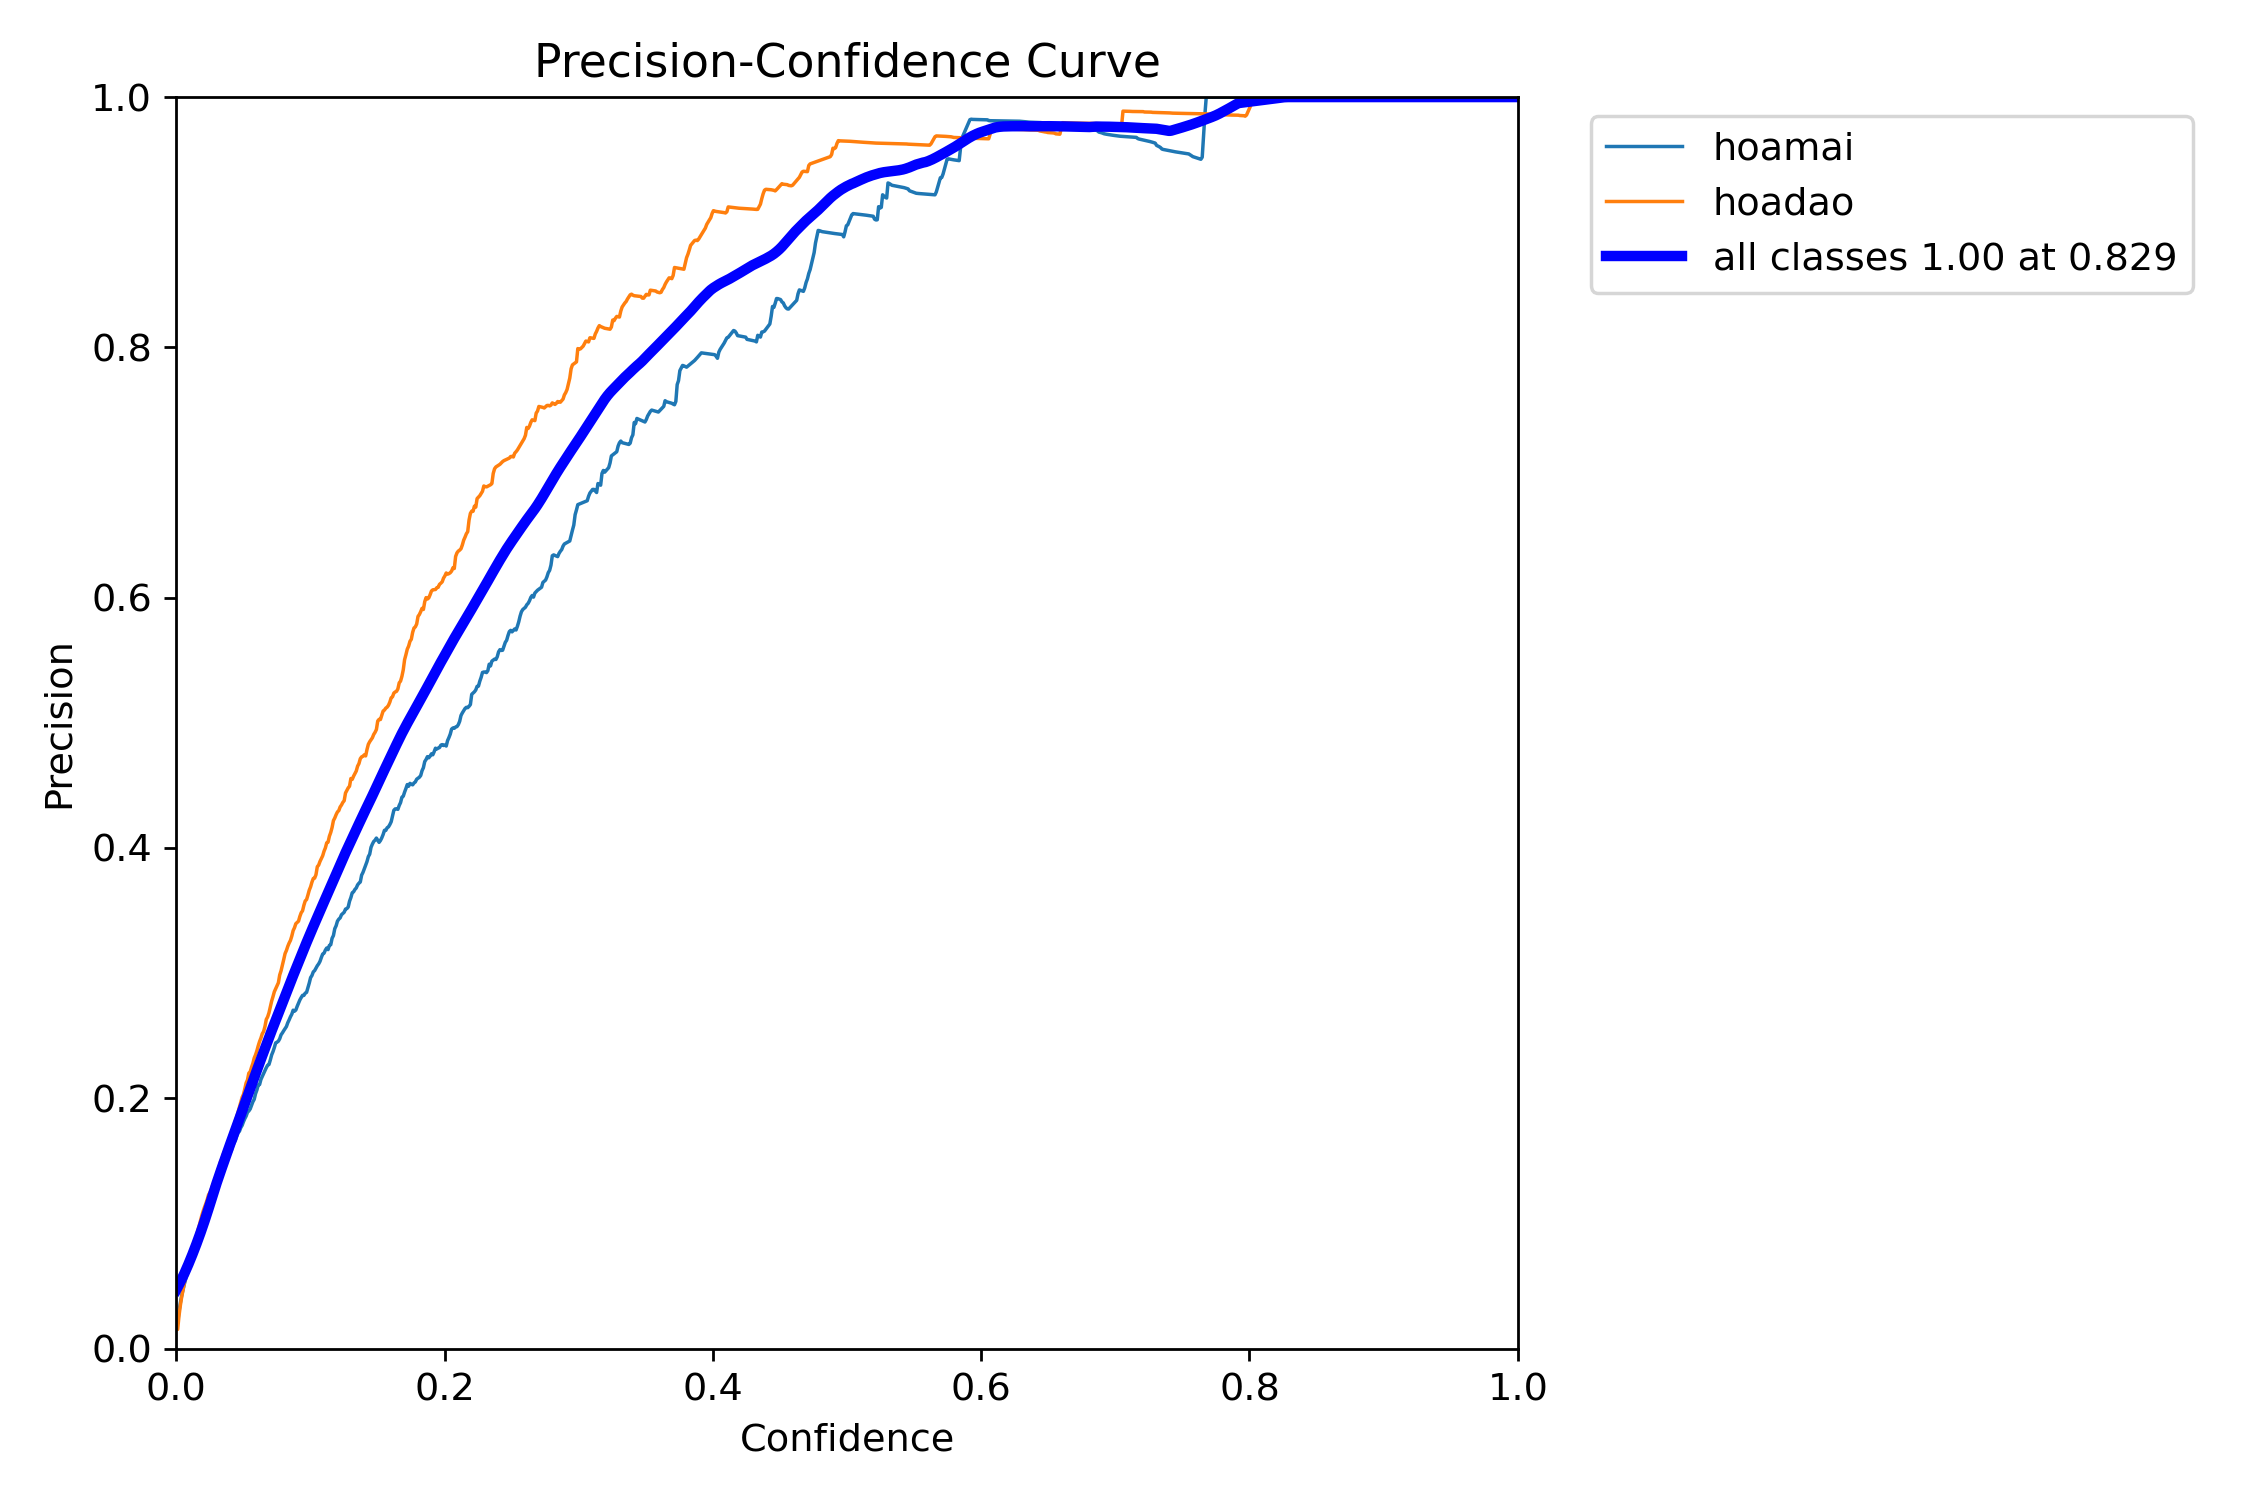 Precision-Confidence Curve
1.0
0.8
0.6
0.4
0.2
0.0
Precision
0.0 0.2 0.4 0.6 0.8 1.0
Confidence
hoamai
hoadao
all classes 1.00 at 0.829